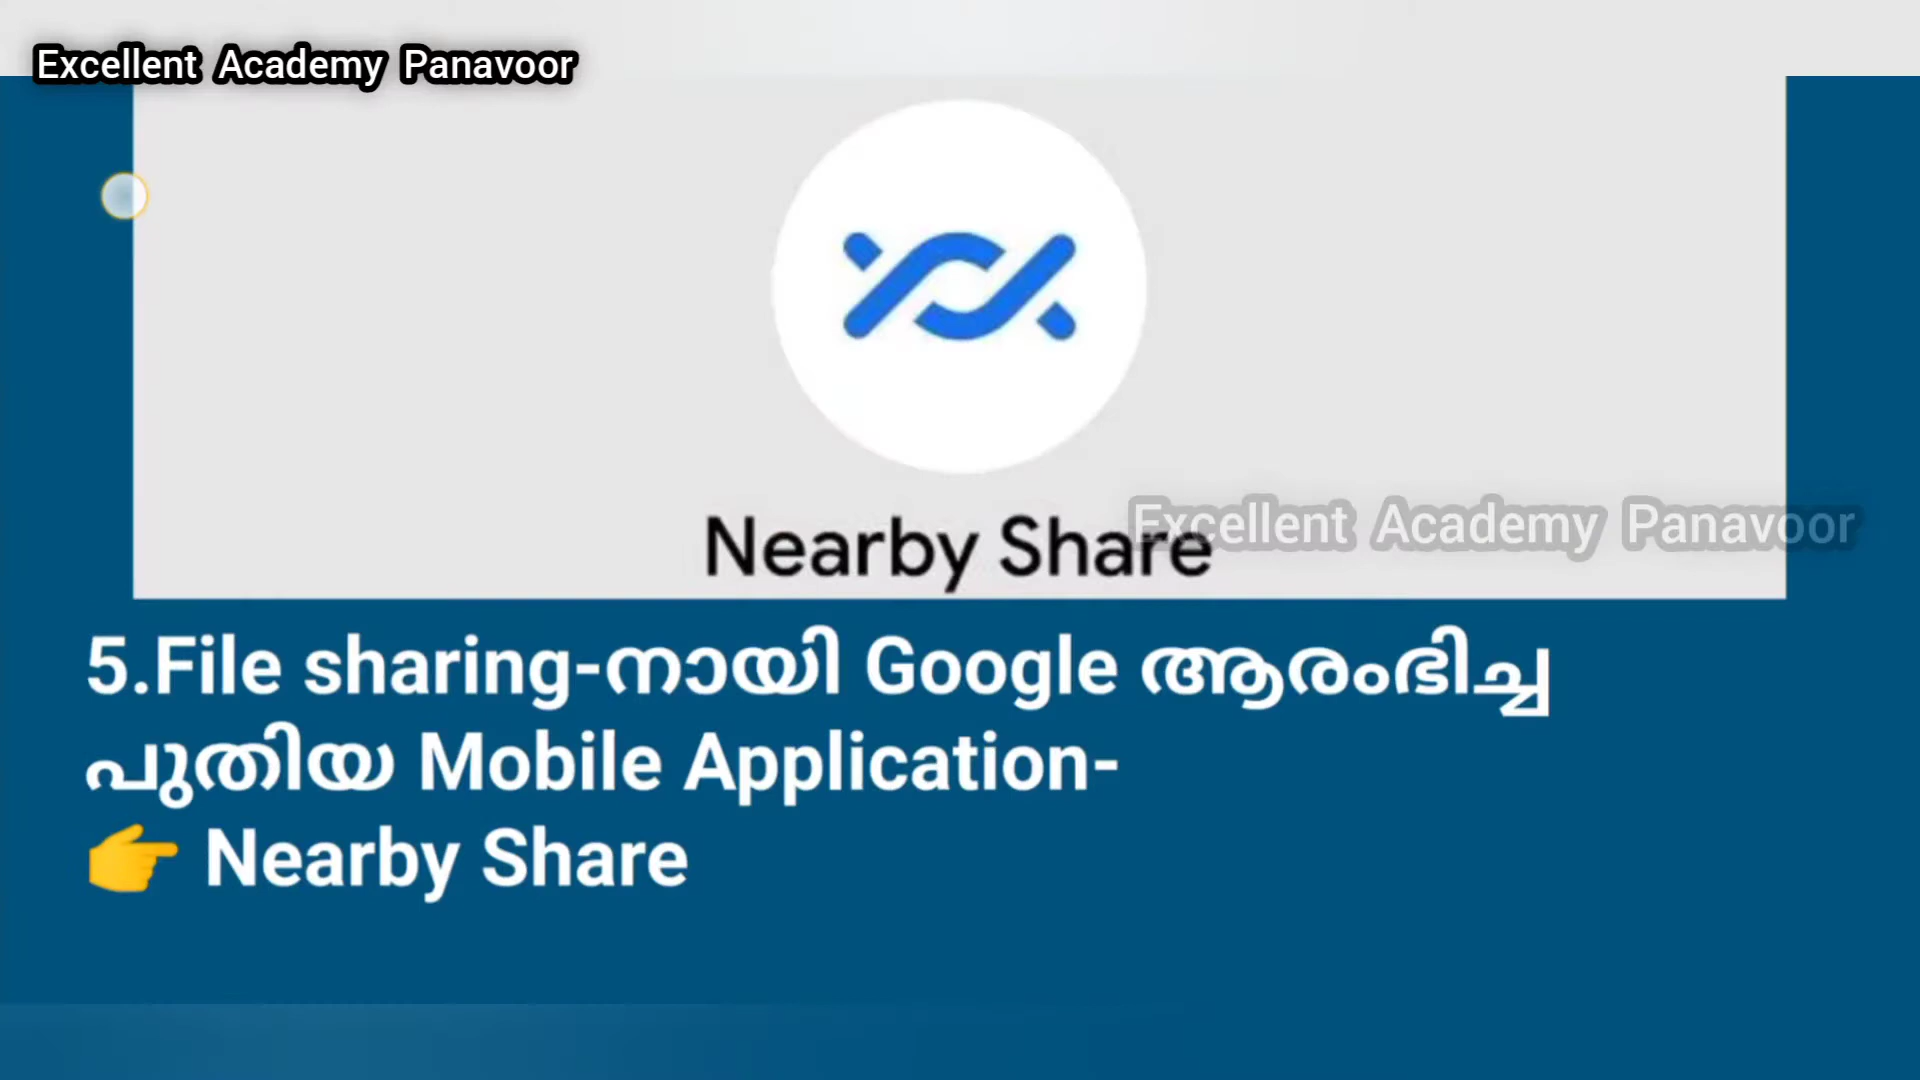 Excellent Academy Panavoor
Nearby Share
Excellent Academy Panavoor
5.File sharing-നായി Google ആരംഭിച്ച
പുതിയ Mobile Application-
👉 Nearby Share